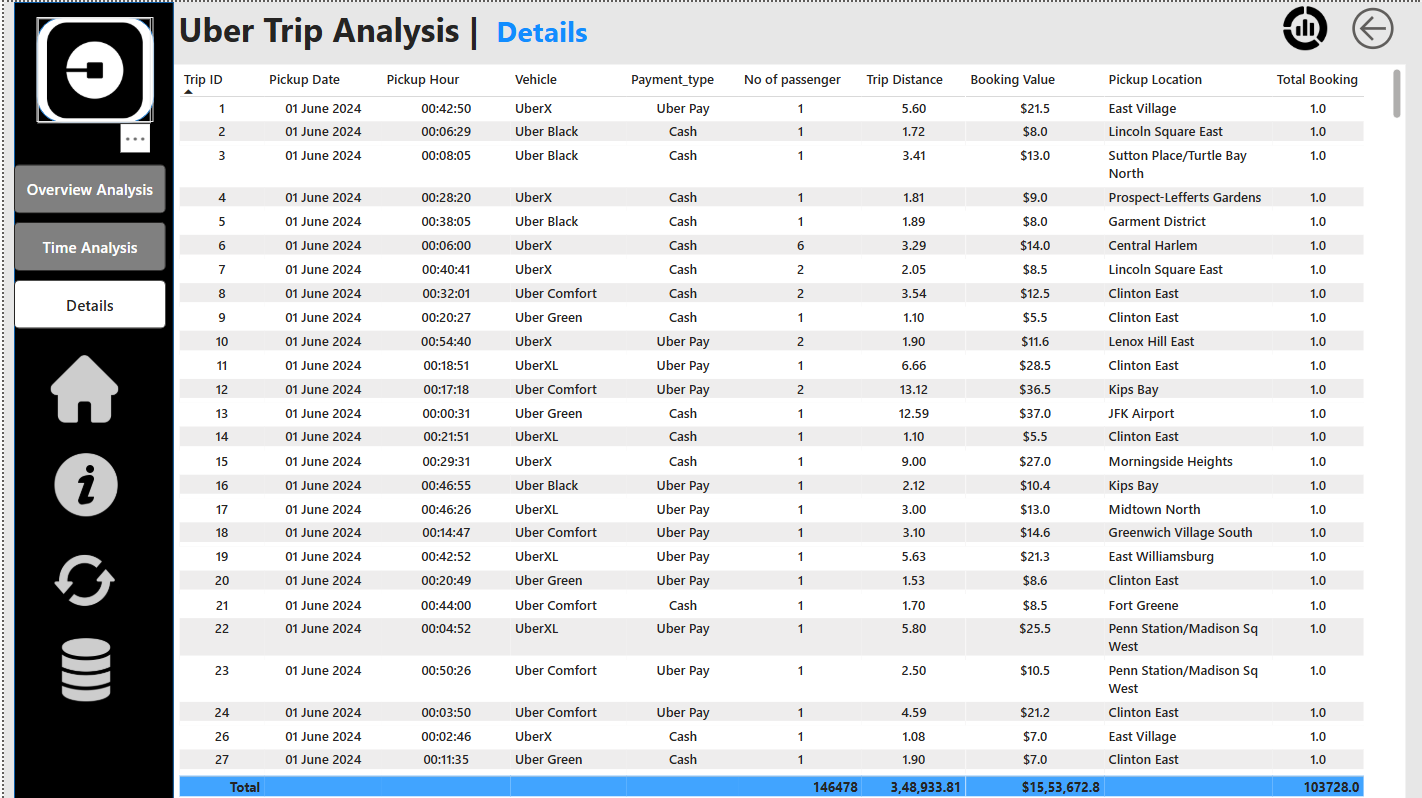 Uber Trip Analysis | Details
Overview Analysis
Time Analysis
Details
Trip ID Pickup Date Pickup Hour Vehicle Payment_type No of passenger Trip Distance Booking Value Pickup Location Total Booking
1 01 June 2024 00:42:50 UberX Uber Pay 1 5.60 $21.5 East Village 1.0
2 01 June 2024 00:06:29 Uber Black Cash 1 1.72 $8.0 Lincoln Square East 1.0
3 01 June 2024 00:08:05 Uber Black Cash 1 3.41 $13.0 Sutton Place/Turtle Bay 1.0
North
4 01 June 2024 00:28:20 UberX Cash 1 1.81 $9.0 Prospect-Lefferts Gardens 1.0
5 01 June 2024 00:38:05 Uber Black Cash 1 1.89 $8.0 Garment District 1.0
6 01 June 2024 00:06:00 UberX Cash 6 3.29 $14.0 Central Harlem 1.0
7 01 June 2024 00:40:41 UberX Cash 2 2.05 $8.5 Lincoln Square East 1.0
8 01 June 2024 00:32:01 Uber Comfort Cash 2 3.54 $12.5 Clinton East 1.0
9 01 June 2024 00:20:27 Uber Green Cash 1 1.10 $5.5 Clinton East 1.0
10 01 June 2024 00:54:40 UberX Uber Pay 2 1.90 $11.6 Lenox Hill East 1.0
11 01 June 2024 00:18:51 UberXL Uber Pay 1 6.66 $28.5 Clinton East 1.0
12 01 June 2024 00:17:18 Uber Comfort Uber Pay 2 13.12 $36.5 Kips Bay 1.0
13 01 June 2024 00:00:31 Uber Green Cash 1 12.59 $37.0 JFK Airport 1.0
14 01 June 2024 00:21:51 UberXL Cash 1 1.10 $5.5 Clinton East 1.0
15 01 June 2024 00:29:31 UberX Cash 1 9.00 $27.0 Morningside Heights 1.0
16 01 June 2024 00:46:55 Uber Black Uber Pay 1 2.12 $10.4 Kips Bay 1.0
17 01 June 2024 00:46:26 UberXL Uber Pay 1 3.00 $13.0 Midtown North 1.0
18 01 June 2024 00:14:47 Uber Comfort Uber Pay 1 3.10 $14.6 Greenwich Village South 1.0
19 01 June 2024 00:42:52 UberXL Uber Pay 1 5.63 $21.3 East Williamsburg 1.0
20 01 June 2024 00:20:49 Uber Green Uber Pay 1 1.53 $8.6 Clinton East 1.0
21 01 June 2024 00:44:00 Uber Comfort Cash 1 1.70 $8.5 Fort Greene 1.0
22 01 June 2024 00:04:52 UberXL Uber Pay 1 5.80 $25.5 Penn Station/Madison Sq 1.0
West
23 01 June 2024 00:50:26 Uber Comfort Uber Pay 1 2.50 $10.5 Penn Station/Madison Sq 1.0
West
24 01 June 2024 00:03:50 Uber Comfort Uber Pay 1 4.59 $21.2 Clinton East 1.0
26 01 June 2024 00:02:46 UberX Cash 1 1.08 $7.0 East Village 1.0
27 01 June 2024 00:11:35 Uber Green Cash 1 1.90 $7.0 Clinton East 1.0
Total 146478 3,48,933.81 $15,53,672.8 103728.0